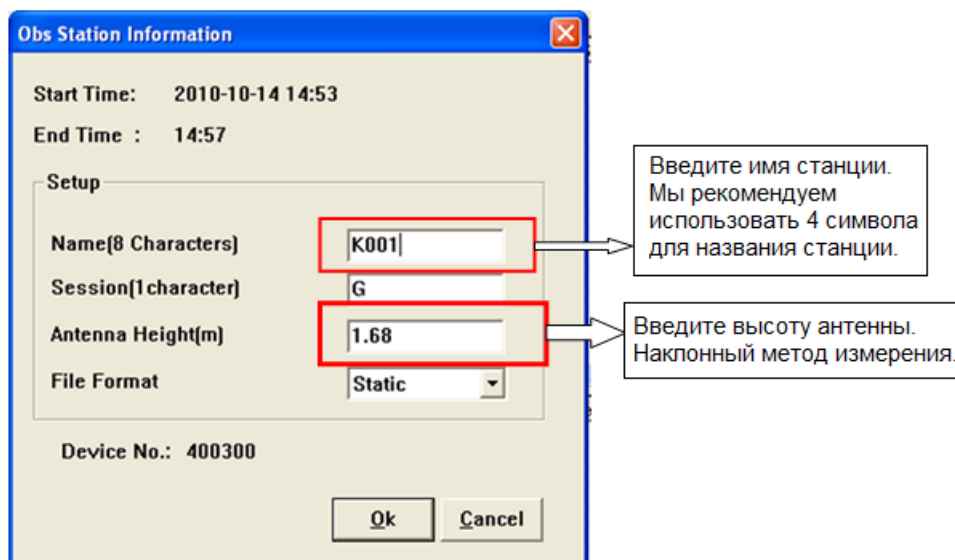 Obs Station Information
Start Time: 2010-10-14 14:53
End Time : 14:57
Setup
Name(8 Characters) K001
Session(1character) G
Antenna Height(m) 1.68
File Format Static
Device No.: 400300
Ok Cancel
Введите имя станции.
Мы рекомендуем
использовать 4 символа
для названия станции.
Введите высоту антенны.
Наклонный метод измерения.